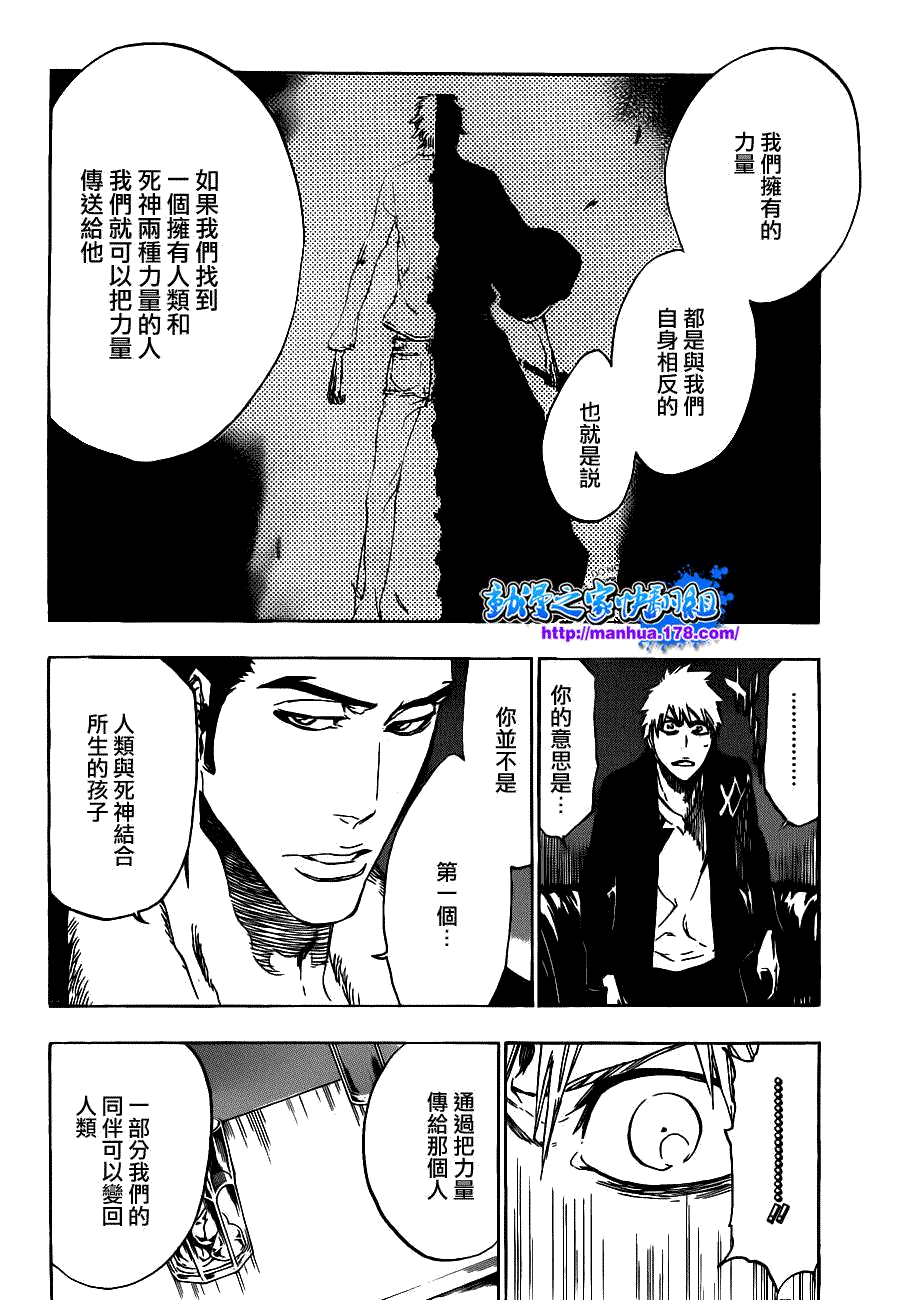 我們擁有的
力量
都是與我們
自身相反的
也就是説
如果我們找到
一個擁有人類和
死神兩種力量的人
我們就可以把力量
傳送給他
動漫之家快翻組
http://manhua.178.com/
…………
你的意思是…
你並不是
第一個…
人類與死神結合
所生的孩子
…………!!
通過把力量
傳給那個人
一部分我們的
同伴可以變回
人類